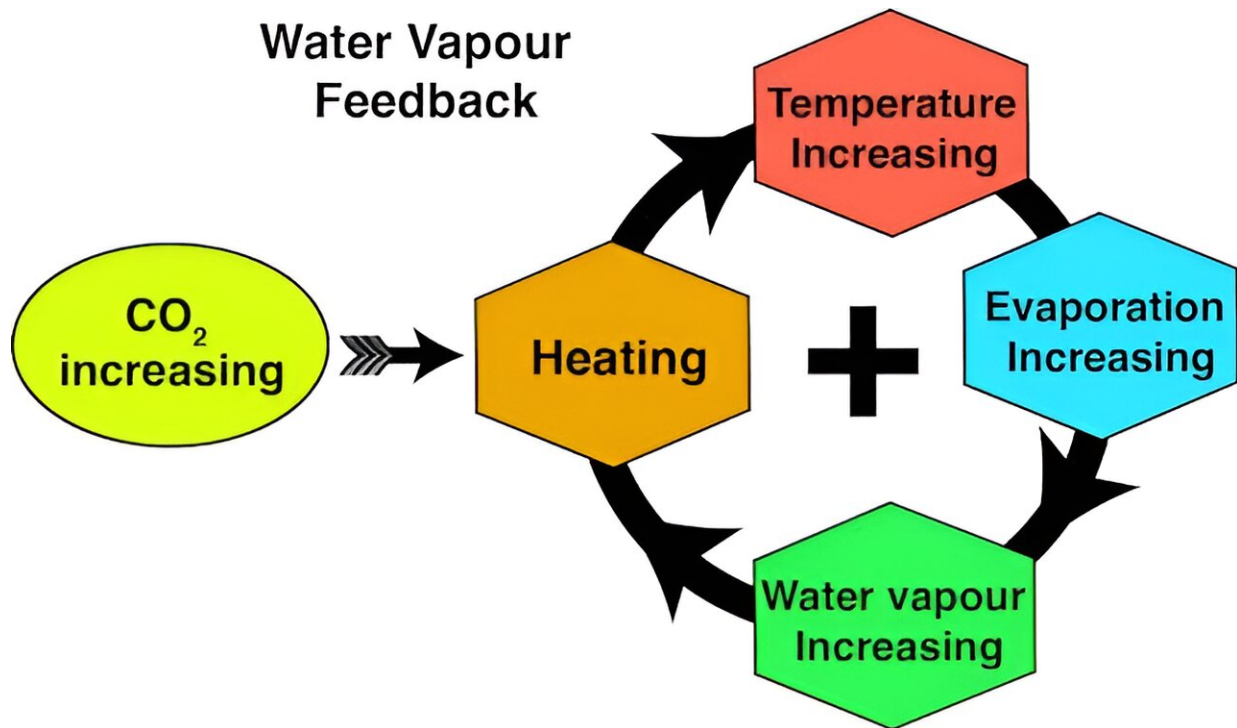 Water Vapour
Feedback
CO₂
increasing
Heating
Temperature
Increasing
Evaporation
Increasing
Water vapour
Increasing
+